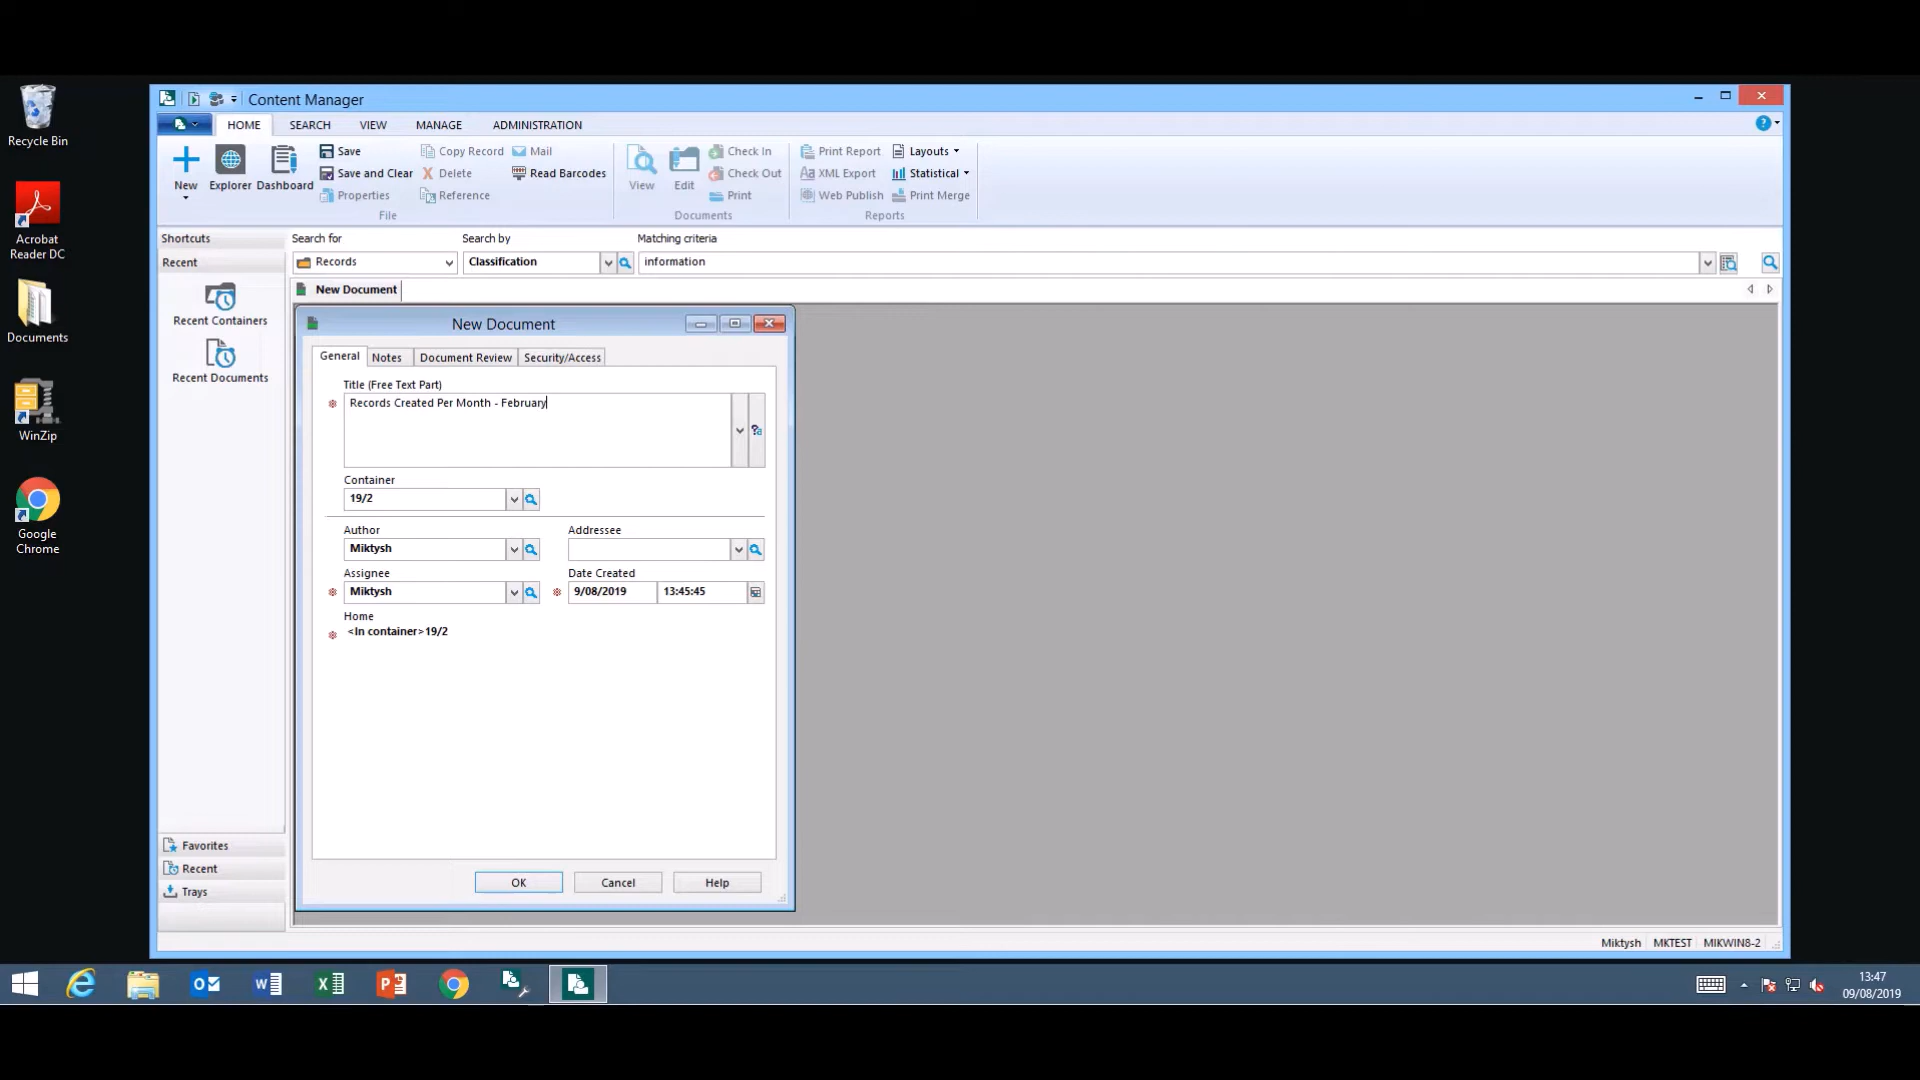 Recycle Bin
Acrobat
Reader DC
Documents
WinZip
Google
Chrome
Content Manager
HOME SEARCH VIEW MANAGE ADMINISTRATION
New Explorer Dashboard
Save
Save and Clear
Properties
Copy Record
Delete
Reference
Mail
Read Barcodes
File
View Edit
Check In
Check Out
Print
Documents
Print Report
XML Export
Web Publish
Layouts
Statistical
Print Merge
Reports
Shortcuts
Search for Search by Matching criteria
Recent
Records Classification information
New Document
Recent Containers
Recent Documents
New Document
General Notes Document Review Security/Access
Title (Free Text Part)
Records Created Per Month - February
Container
19/2
Author Addressee
Miktysh
Assignee Date Created
Miktysh 9/08/2019 13:45:45
Home
<In container>19/2
OK Cancel Help
Favorites
Recent
Trays
Miktysh MKTEST MIKWIN8-2
13:47
09/08/2019